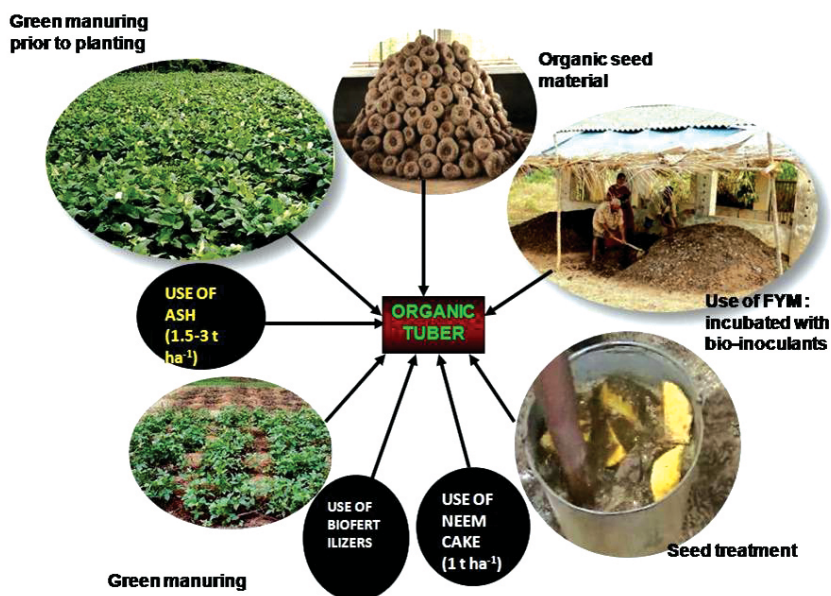 Green manuring
prior to planting
Organic seed
material
USE OF
ASH
(1.5-3 t
ha⁻¹)
ORGANIC
TUBER
Use of FYM :
incubated with
bio-inoculants
USE OF
BIOFERT
ILIZERS
USE OF
NEEM
CAKE
(1 t ha⁻¹)
Seed treatment
Green manuring